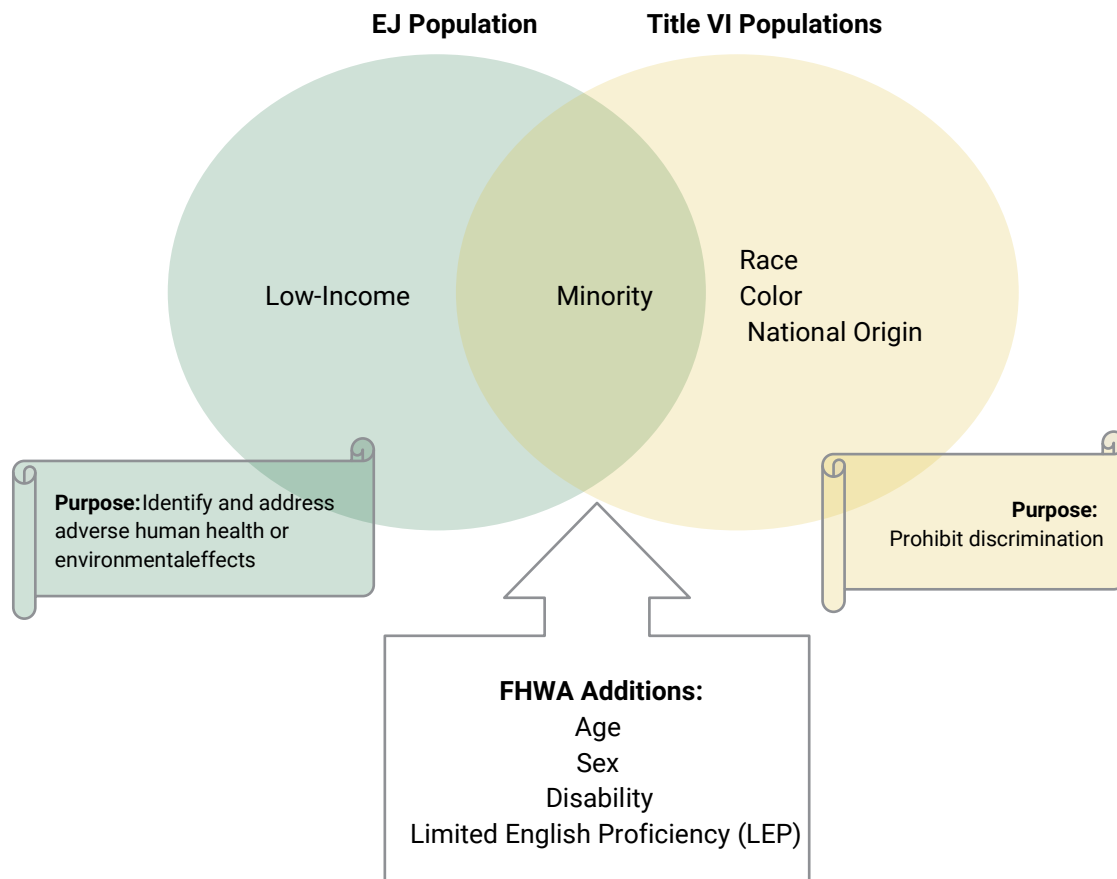 EJ Population
Title VI Populations
Low-Income
Minority
Race
Color
National Origin
Purpose:Identify and address
adverse human health or
environmentaleffects
Purpose:
Prohibit discrimination
FHWA Additions:
Age
Sex
Disability
Limited English Proficiency (LEP)